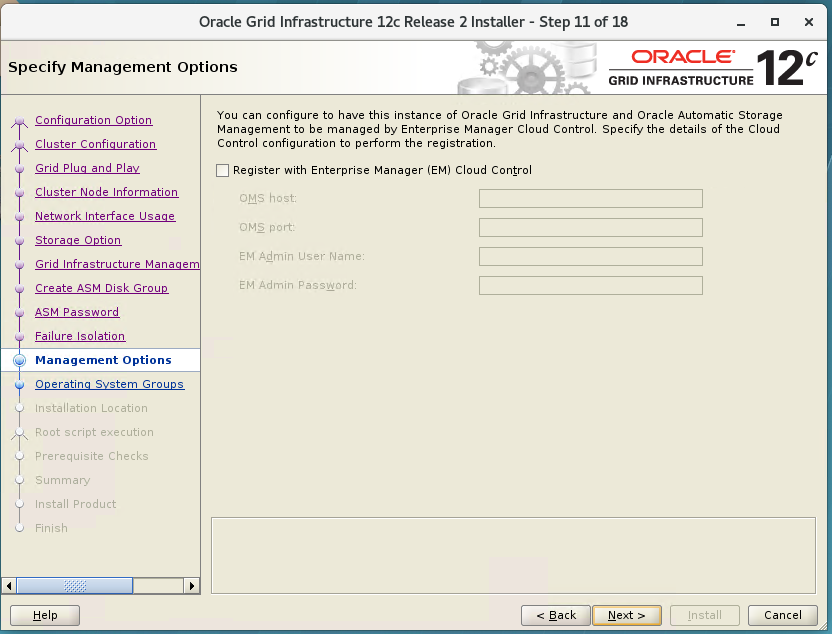 Oracle Grid Infrastructure 12c Release 2 Installer - Step 11 of 18
Specify Management Options
ORACLE
GRID INFRASTRUCTURE
12c
Configuration Option
Cluster Configuration
Grid Plug and Play
Cluster Node Information
Network Interface Usage
Storage Option
Grid Infrastructure Managem
Create ASM Disk Group
ASM Password
Failure Isolation
Management Options
Operating System Groups
Installation Location
Root script execution
Prerequisite Checks
Summary
Install Product
Finish
You can configure to have this instance of Oracle Grid Infrastructure and Oracle Automatic Storage
Management to be managed by Enterprise Manager Cloud Control. Specify the details of the Cloud
Control configuration to perform the registration.
Register with Enterprise Manager (EM) Cloud Control
OMS host:
OMS port:
EM Admin User Name:
EM Admin Password:
Help
< Back
Next >
Install
Cancel